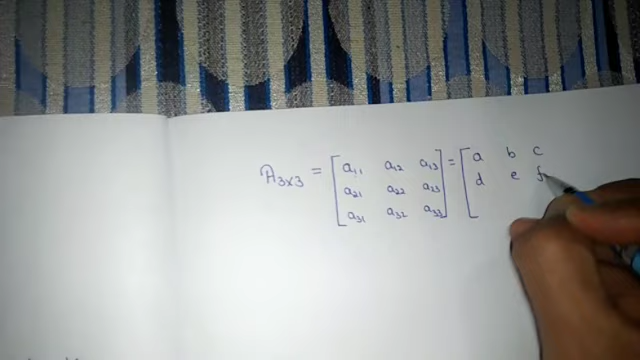 A3x3 = [ a11 a12 a13 ] = [ a b c
a21 a22 a23 d e f
a31 a32 a33